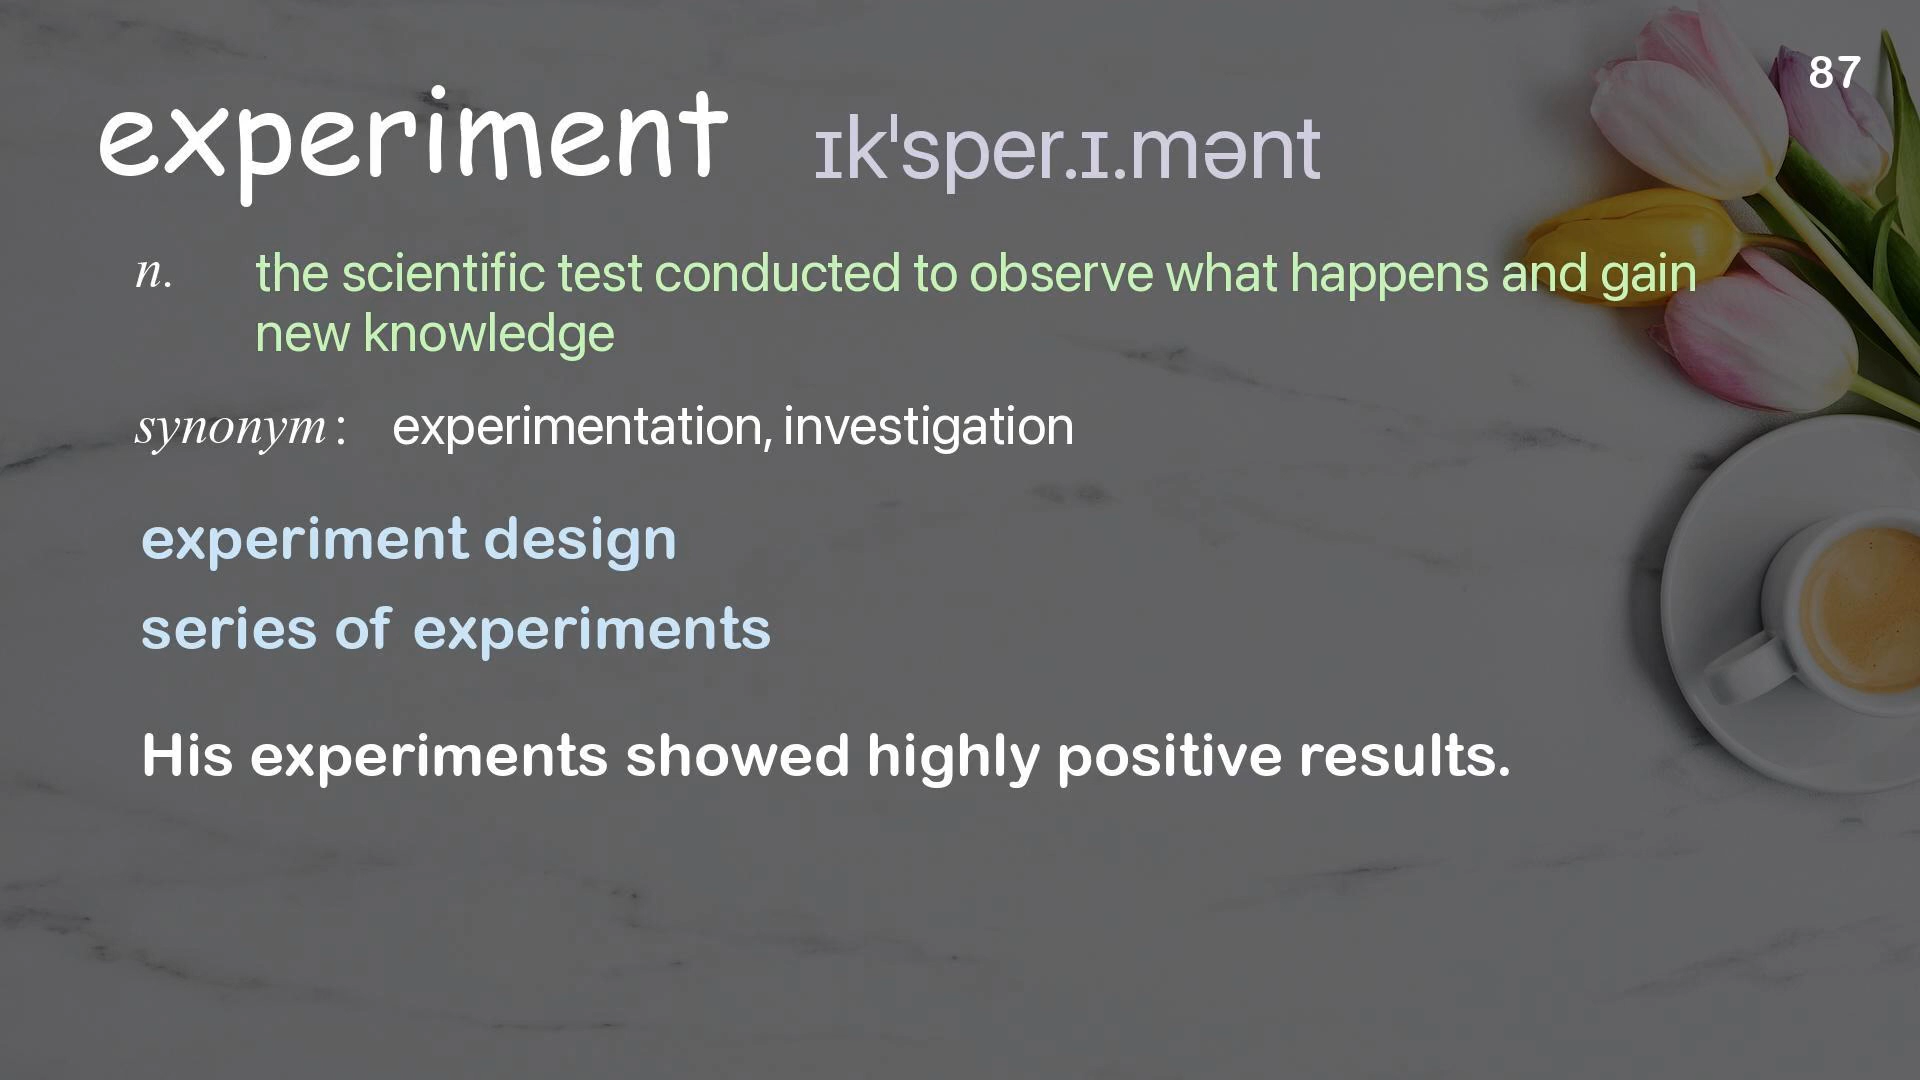 87
experiment ɪkˈsper.ɪ.mənt
n. the scientific test conducted to observe what happens and gain
new knowledge
synonym: experimentation, investigation
experiment design
series of experiments
His experiments showed highly positive results.